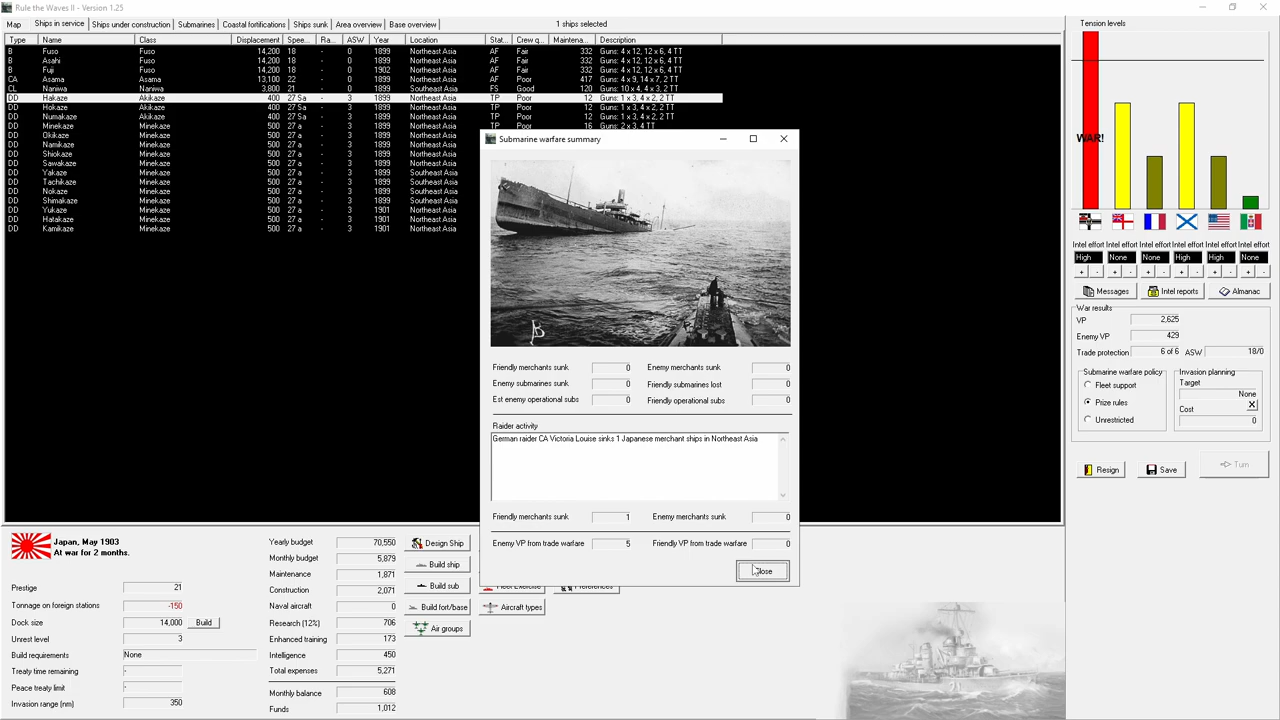 Rule the Waves II - Version 1.25
Map Ships in service Ships under construction Submarines Coastal fortifications Ships sunk Area overview Base overview 1 ships selected
Type Name Class Displacement Spee... Ra... ASW Year Location Stat... Crew q... Maintena... Description
B Fuso Fuso 14,200 18 - 0 1899 Northeast Asia AF Fair 332 Guns: 4 x 12, 12 x 6, 4 TT
B Asahi Fuso 14,200 18 - 0 1899 Northeast Asia AF Fair 332 Guns: 4 x 12, 12 x 6, 4 TT
B Fuji Fuso 14,200 18 - 0 1902 Northeast Asia AF Fair 332 Guns: 4 x 12, 12 x 6, 4 TT
CA Asama Asama 13,100 22 - 0 1899 Northeast Asia AF Poor 417 Guns: 4 x 9, 14 x 7, 2 TT
CL Naniwa Naniwa 3,800 21 - 0 1899 Southeast Asia FS Good 120 Guns: 10 x 4, 4 x 3, 2 TT
DD Hakaze Akikaze 400 27 Sa - 3 1899 Northeast Asia TP Poor 12 Guns: 1 x 3, 4 x 2, 2 TT
DD Hokaze Akikaze 400 27 Sa - 3 1899 Northeast Asia TP Poor 12 Guns: 1 x 3, 4 x 2, 2 TT
DD Numakaze Akikaze 400 27 Sa - 3 1899 Northeast Asia TP Poor 12 Guns: 1 x 3, 4 x 2, 2 TT
DD Minekaze Minekaze 500 27 a - 3 1899 Northeast Asia TP Poor 16 Guns: 2 x 3, 4 TT
DD Okikaze Minekaze 500 27 a - 3 1899 Northeast Asia
DD Namikaze Minekaze 500 27 a - 3 1899 Northeast Asia
DD Shiokaze Minekaze 500 27 a - 3 1899 Northeast Asia
DD Sawakaze Minekaze 500 27 a - 3 1899 Northeast Asia
DD Yakaze Minekaze 500 27 a - 3 1899 Southeast Asia
DD Tachikaze Minekaze 500 27 a - 3 1899 Southeast Asia
DD Nokaze Minekaze 500 27 a - 3 1899 Southeast Asia
DD Shimakaze Minekaze 500 27 a - 3 1899 Southeast Asia
DD Yukaze Minekaze 500 27 a - 3 1901 Northeast Asia
DD Hatakaze Minekaze 500 27 a - 3 1901 Northeast Asia
DD Kamikaze Minekaze 500 27 a - 3 1901 Northeast Asia
Submarine warfare summary
Friendly merchants sunk 0 Enemy merchants sunk 0
Enemy submarines sunk 0 Friendly submarines lost 0
Est enemy operational subs 0 Friendly operational subs 0
Raider activity
German raider CA Victoria Louise sinks 1 Japanese merchant ships in Northeast Asia
Friendly merchants sunk 1 Enemy merchants sunk 0
Enemy VP from trade warfare 5 Friendly VP from trade warfare 0
Close
Tension levels
WAR!
Intel effort Intel effort Intel effort Intel effort Intel effort Intel effort
High None None High High None
+ - + - + - + - + - + -
Messages Intel reports Almanac
War results
VP 2,625
Enemy VP 429
Trade protection 6 of 6 ASW 18/0
Submarine warfare policy
Fleet support
Prize rules
Unrestricted
Invasion planning
Target
None
X
Cost
0
Resign Save Turn
Japan, May 1903
At war for 2 months.
Prestige 21
Tonnage on foreign stations -150
Dock size 14,000 Build
Unrest level 3
Build requirements None
Treaty time remaining -
Peace treaty limit -
Invasion range (nm) 350
Yearly budget 70,550
Monthly budget 5,879
Maintenance 1,871
Construction 2,071
Naval aircraft 0
Research (12%) 706
Enhanced training 173
Intelligence 450
Total expenses 5,271
Monthly balance 608
Funds 1,012
Design Ship
Build ship
Build sub
Build fort/base
Air groups
Fleet Exercise Preferences
Aircraft types